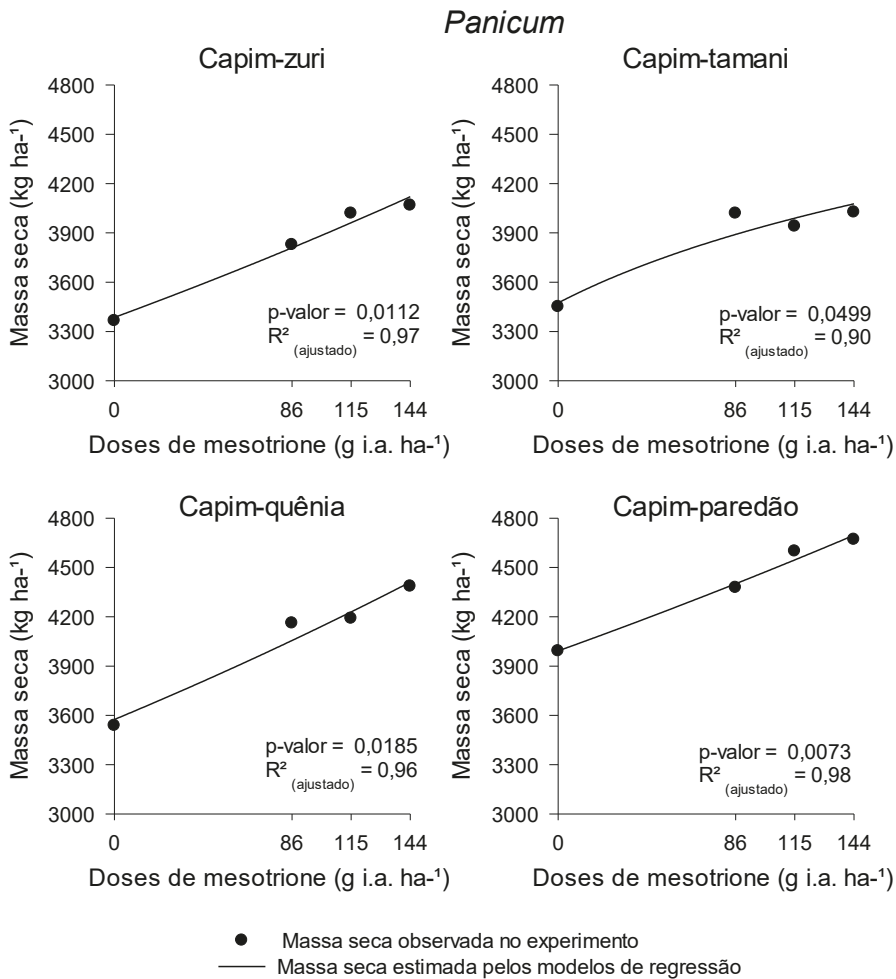 Panicum
Capim-zuri
Massa seca (kg ha-¹)
4800
4500
4200
3900
3600
3300
3000
p-valor = 0,0112
R² (ajustado) = 0,97
0 86 115 144
Doses de mesotrione (g i.a. ha-¹)
Capim-tamani
Massa seca (kg ha-¹)
4800
4500
4200
3900
3600
3300
3000
p-valor = 0,0499
R² (ajustado) = 0,90
0 86 115 144
Doses de mesotrione (g i.a. ha-¹)
Capim-quênia
Massa seca (kg ha-¹)
4800
4500
4200
3900
3600
3300
3000
p-valor = 0,0185
R² (ajustado) = 0,96
0 86 115 144
Doses de mesotrione (g i.a. ha-¹)
Capim-paredão
Massa seca (kg ha-¹)
4800
4500
4200
3900
3600
3300
3000
p-valor = 0,0073
R² (ajustado) = 0,98
0 86 115 144
Doses de mesotrione (g i.a. ha-¹)
Massa seca observada no experimento
Massa seca estimada pelos modelos de regressão